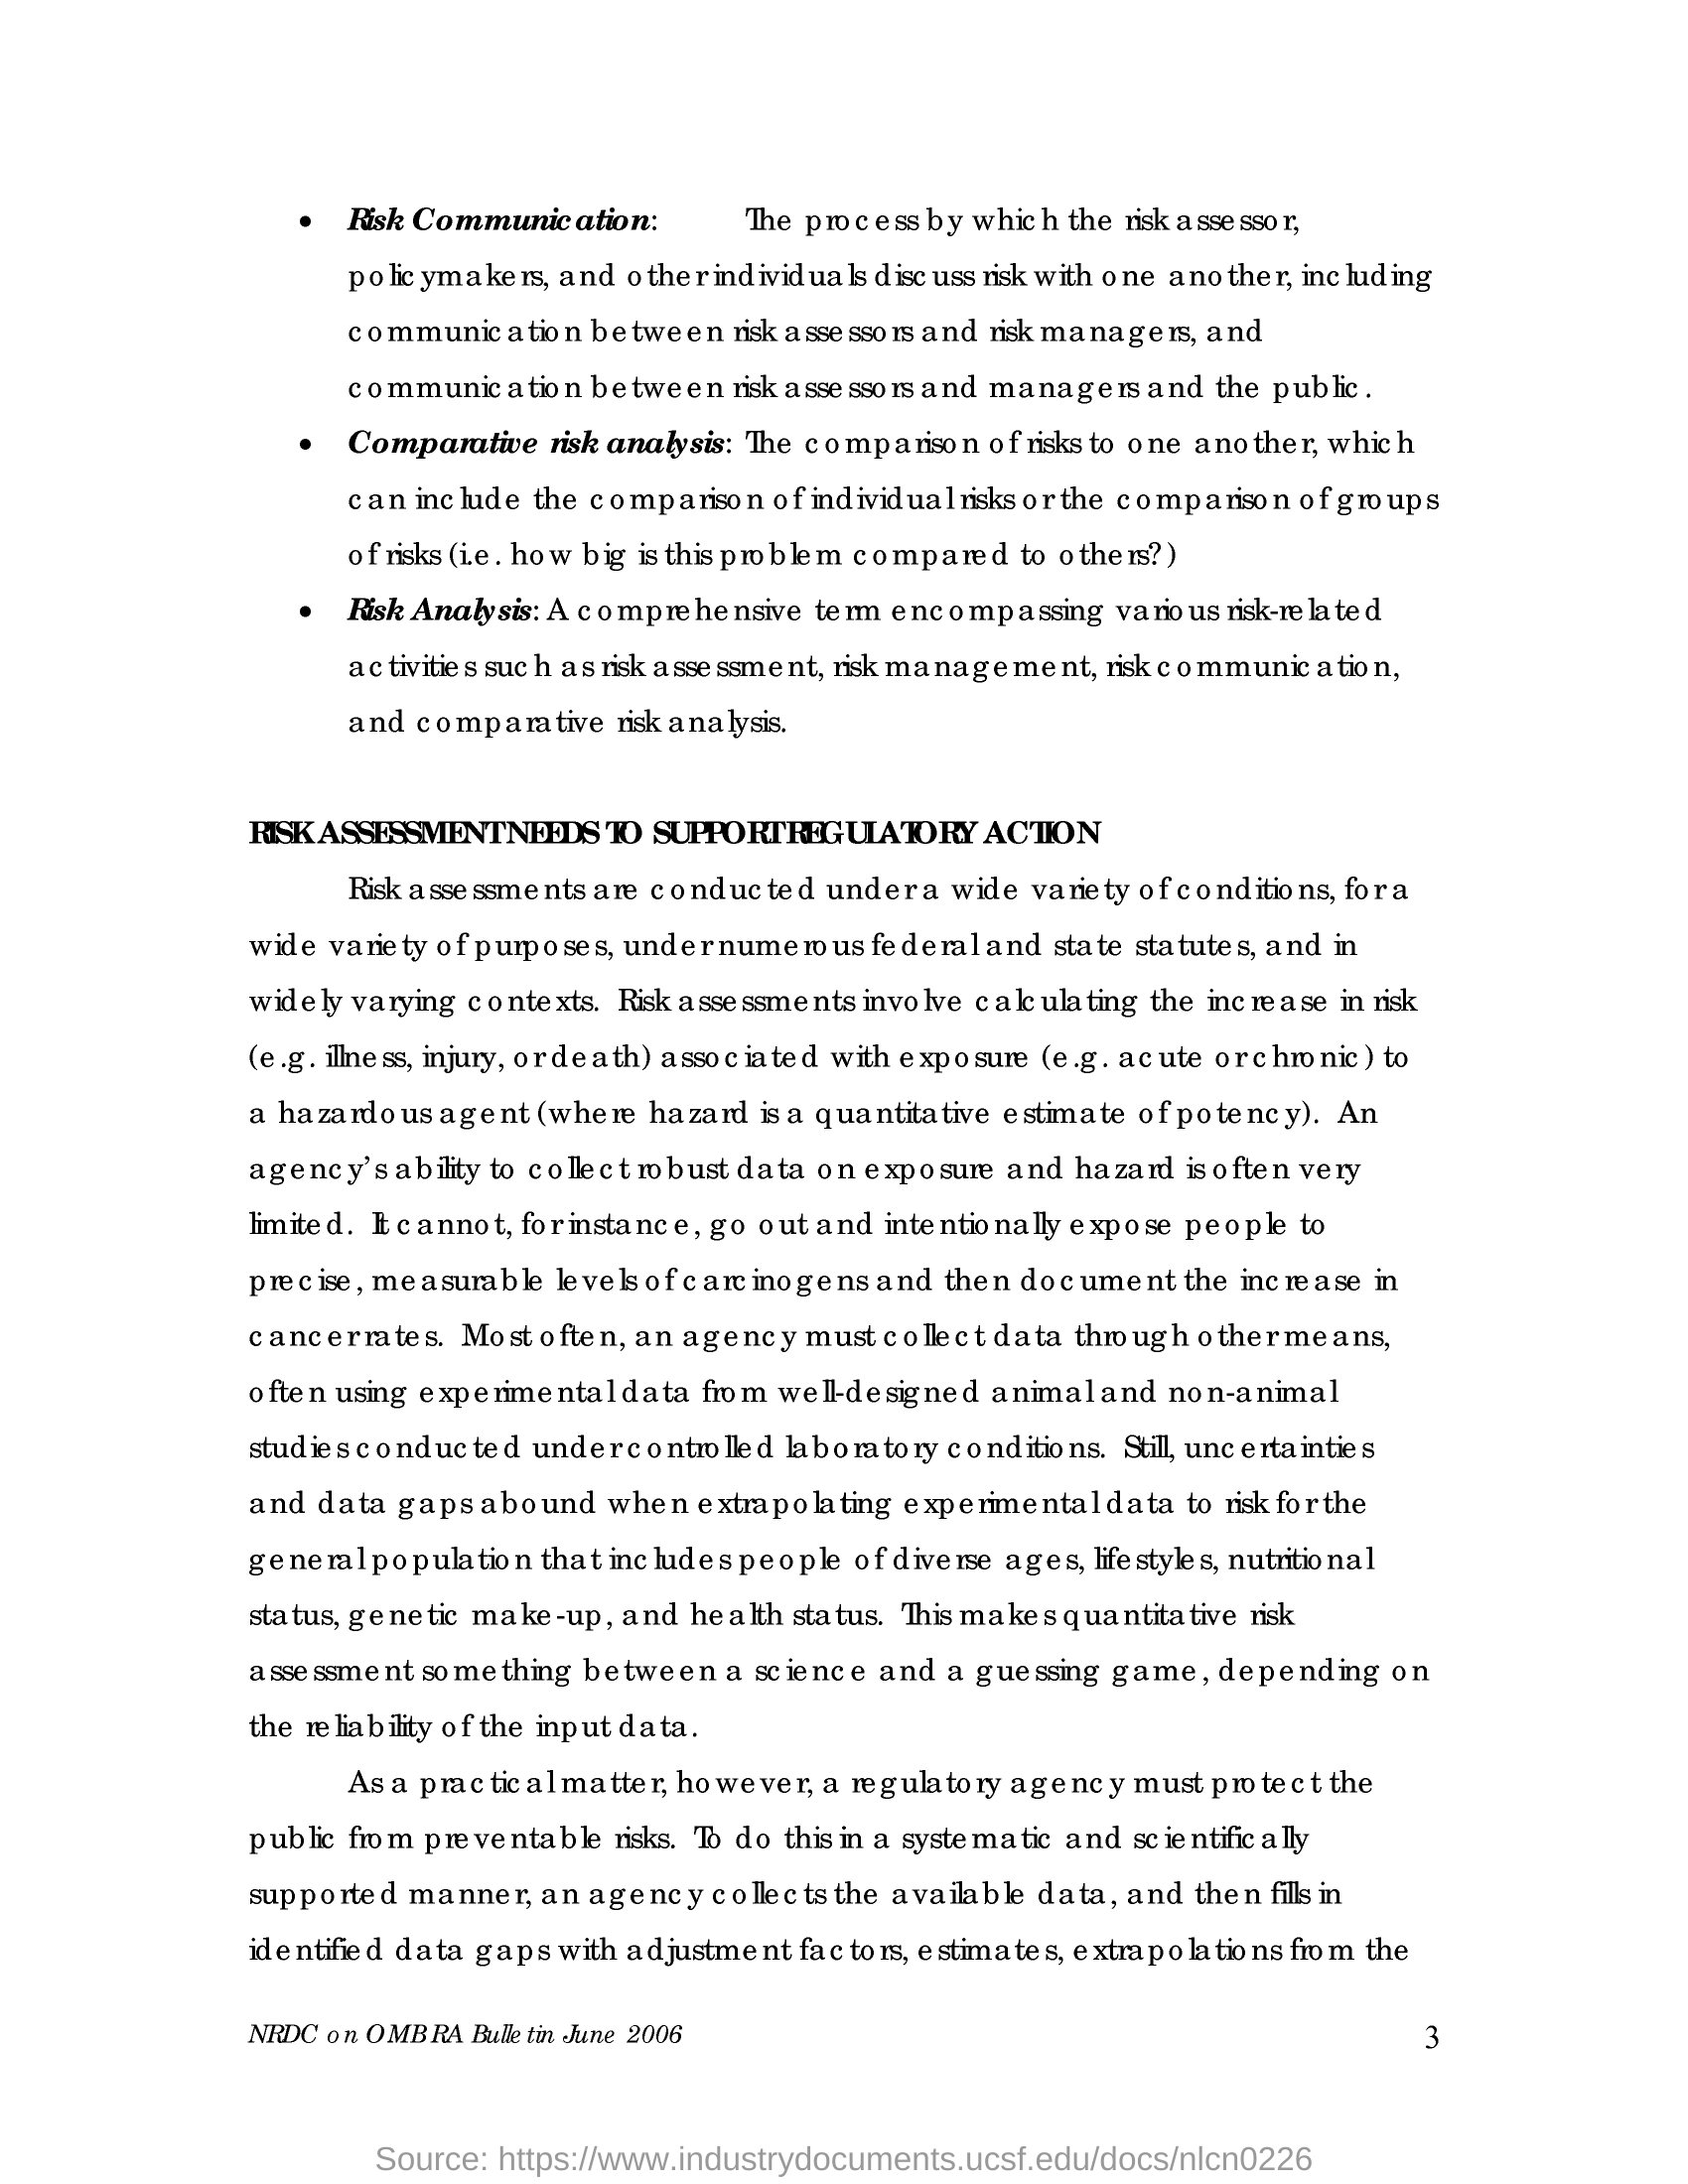 • Risk Communication: The process by which the risk assessor,
policymakers, and other individuals discuss risk with one another, including
communication between risk assessors and risk managers, and
communication between risk assessors and managers and the public.
• Comparative risk analysis: The comparison of risks to one another, which
can include the comparison of individual risks or the comparison of groups
of risks (i.e. how big is this problem compared to others?)
• Risk Analysis: A comprehensive term encompassing various risk-related
activities such as risk assessment, risk management, risk communication,
and comparative risk analysis.
RISK ASSESSMENT NEEDS TO SUPPORT REGULATORY ACTION
Risk assessments are conducted under a wide variety of conditions, for a
wide variety of purposes, under numerous federal and state statutes, and in
widely varying contexts. Risk assessments involve calculating the increase in risk
(e.g. illness, injury, or death) associated with exposure (e.g. acute or chronic) to
a hazardous agent (where hazard is a quantitative estimate of potency). An
agency's ability to collect robust data on exposure and hazard is often very
limited. It cannot, for instance, go out and intentionally expose people to
precise, measurable levels of carcinogens and then document the increase in
cancer rates. Most often, an agency must collect data through other means,
often using experimental data from well-designed animal and non-animal
studies conducted under controlled laboratory conditions. Still, uncertainties
and data gaps abound when extrapolating experimental data to risk for the
general population that includes people of diverse ages, lifestyles, nutritional
status, genetic make-up, and health status. This makes quantitative risk
assessment something between a science and a guessing game, depending on
the reliability of the input data.
As a practical matter, however, a regulatory agency must protect the
public from preventable risks. To do this in a systematic and scientifically
supported manner, an agency collects the available data, and then fills in
identified data gaps with adjustment factors, estimates, extrapolations from the
NRDC on OMB RA Bulletin June 2006 3
Source: https://www.industrydocuments.ucsf.edu/docs/nlcn0226